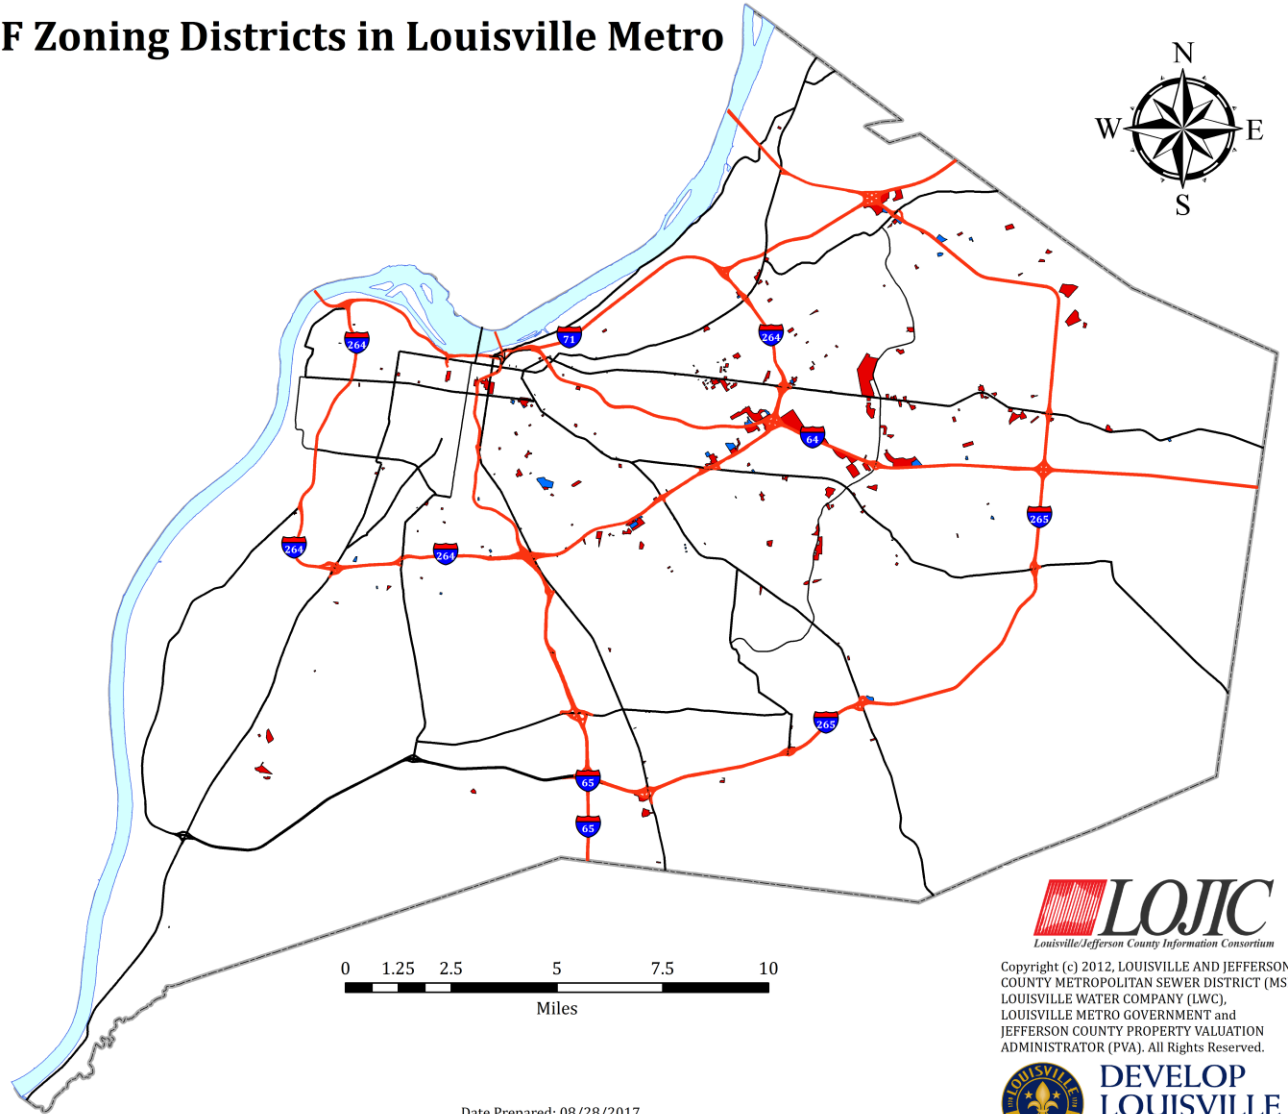 F Zoning Districts in Louisville Metro
N
W E
S
264
71
264
64
264
264
265
265
65
65
0 1.25 2.5 5 7.5 10
Miles
LOJIC
Louisville/Jefferson County Information Consortium
Copyright (c) 2012, LOUISVILLE AND JEFFERSON
COUNTY METROPOLITAN SEWER DISTRICT (MS
LOUISVILLE WATER COMPANY (LWC),
LOUISVILLE METRO GOVERNMENT and
JEFFERSON COUNTY PROPERTY VALUATION
ADMINISTRATOR (PVA). All Rights Reserved.
LOUISVILLE
DEVELOP
LOUISVILLE
Date Prepared: 08/28/2017